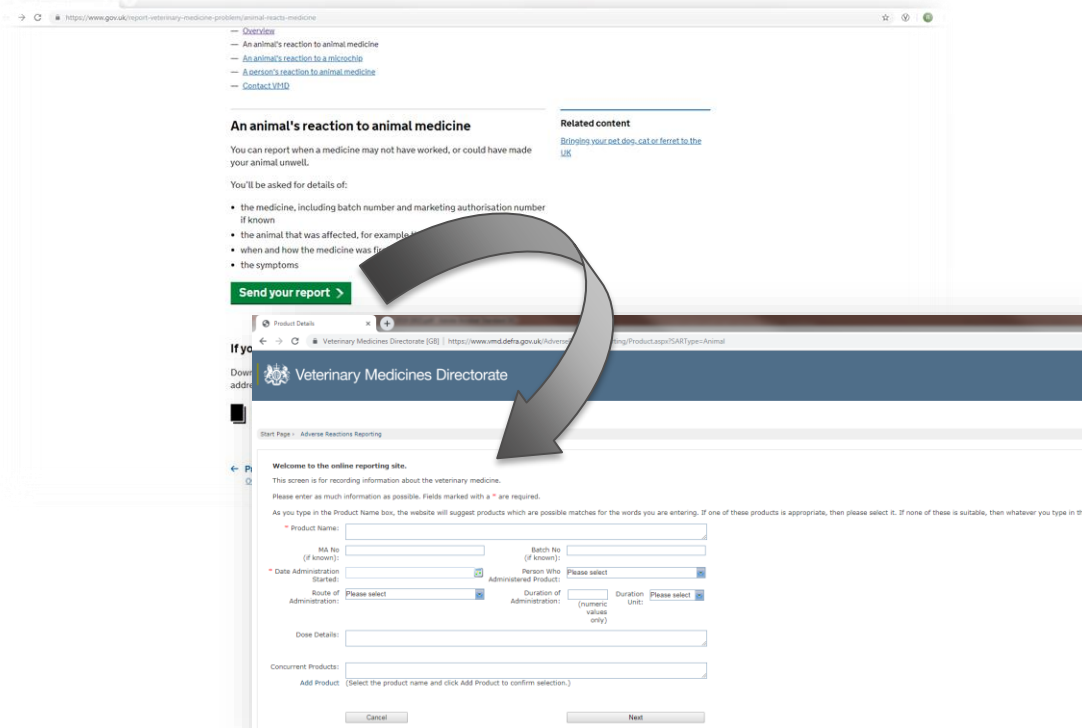 https://www.gov.uk/report-veterinary-medicine-problem/animal-reacts-medicine
— Overview
— An animal's reaction to animal medicine
— An animal's reaction to a microchip
— A person's reaction to animal medicine
— Contact VMD
An animal's reaction to animal medicine
You can report when a medicine may not have worked, or could have made
your animal unwell.
You'll be asked for details of:
• the medicine, including batch number and marketing authorisation number
if known
• the animal that was affected, for example
• when and how the medicine was
• the symptoms
Send your report >
Related content
Bringing your pet dog, cat or ferret to the
UK
If yo
Down
addre
Product Details
Veterinary Medicines Directorate [GB] | https://www.vmd.defra.gov.uk/Adverse ting/Product.aspx?SARType=Animal
Veterinary Medicines Directorate
Start Page › Adverse Reactions Reporting
Welcome to the online reporting site.
This screen is for recording information about the veterinary medicine.
Please enter as much information as possible. Fields marked with a * are required.
As you type in the Product Name box, the website will suggest products which are possible matches for the words you are entering. If one of these products is appropriate, then please select it. If none of these is suitable, then whatever you type in th
* Product Name:
MA No
(if known):
Batch No
(if known):
* Date Administration
Started:
Person Who
Administered Product:
Please select
Route of
Administration:
Please select
Duration of
Administration:
(numeric
values
only)
Duration
Unit:
Please select
Dose Details:
Concurrent Products:
Add Product (Select the product name and click Add Product to confirm selection.)
Cancel
Next